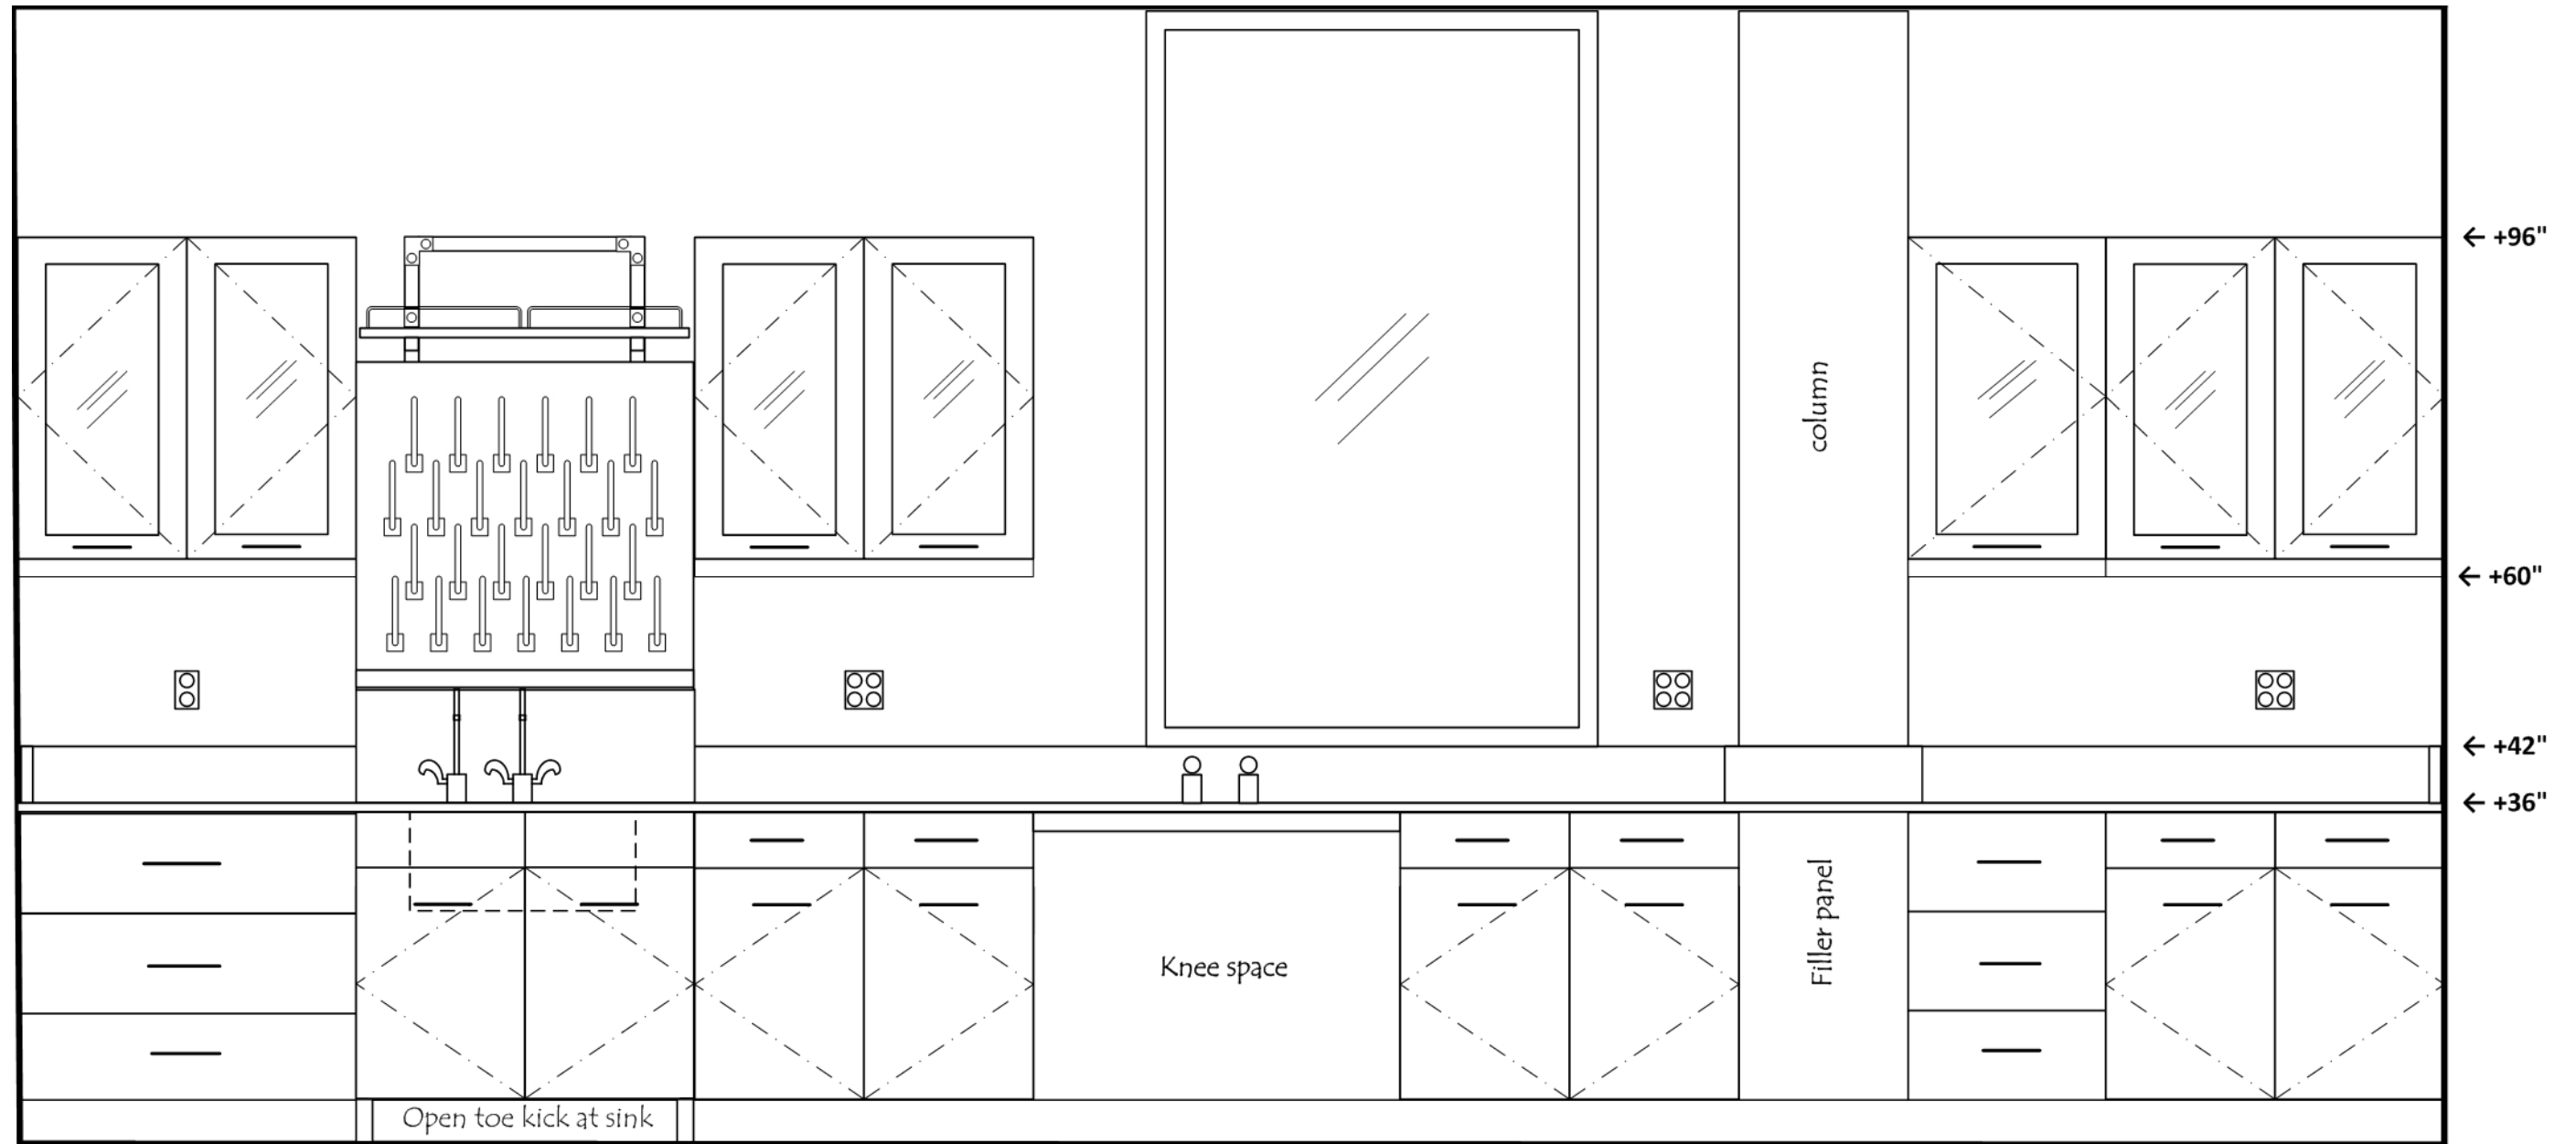 ← +96"
column
← +60"
← +42"
← +36"
Knee space
Filler panel
Open toe kick at sink